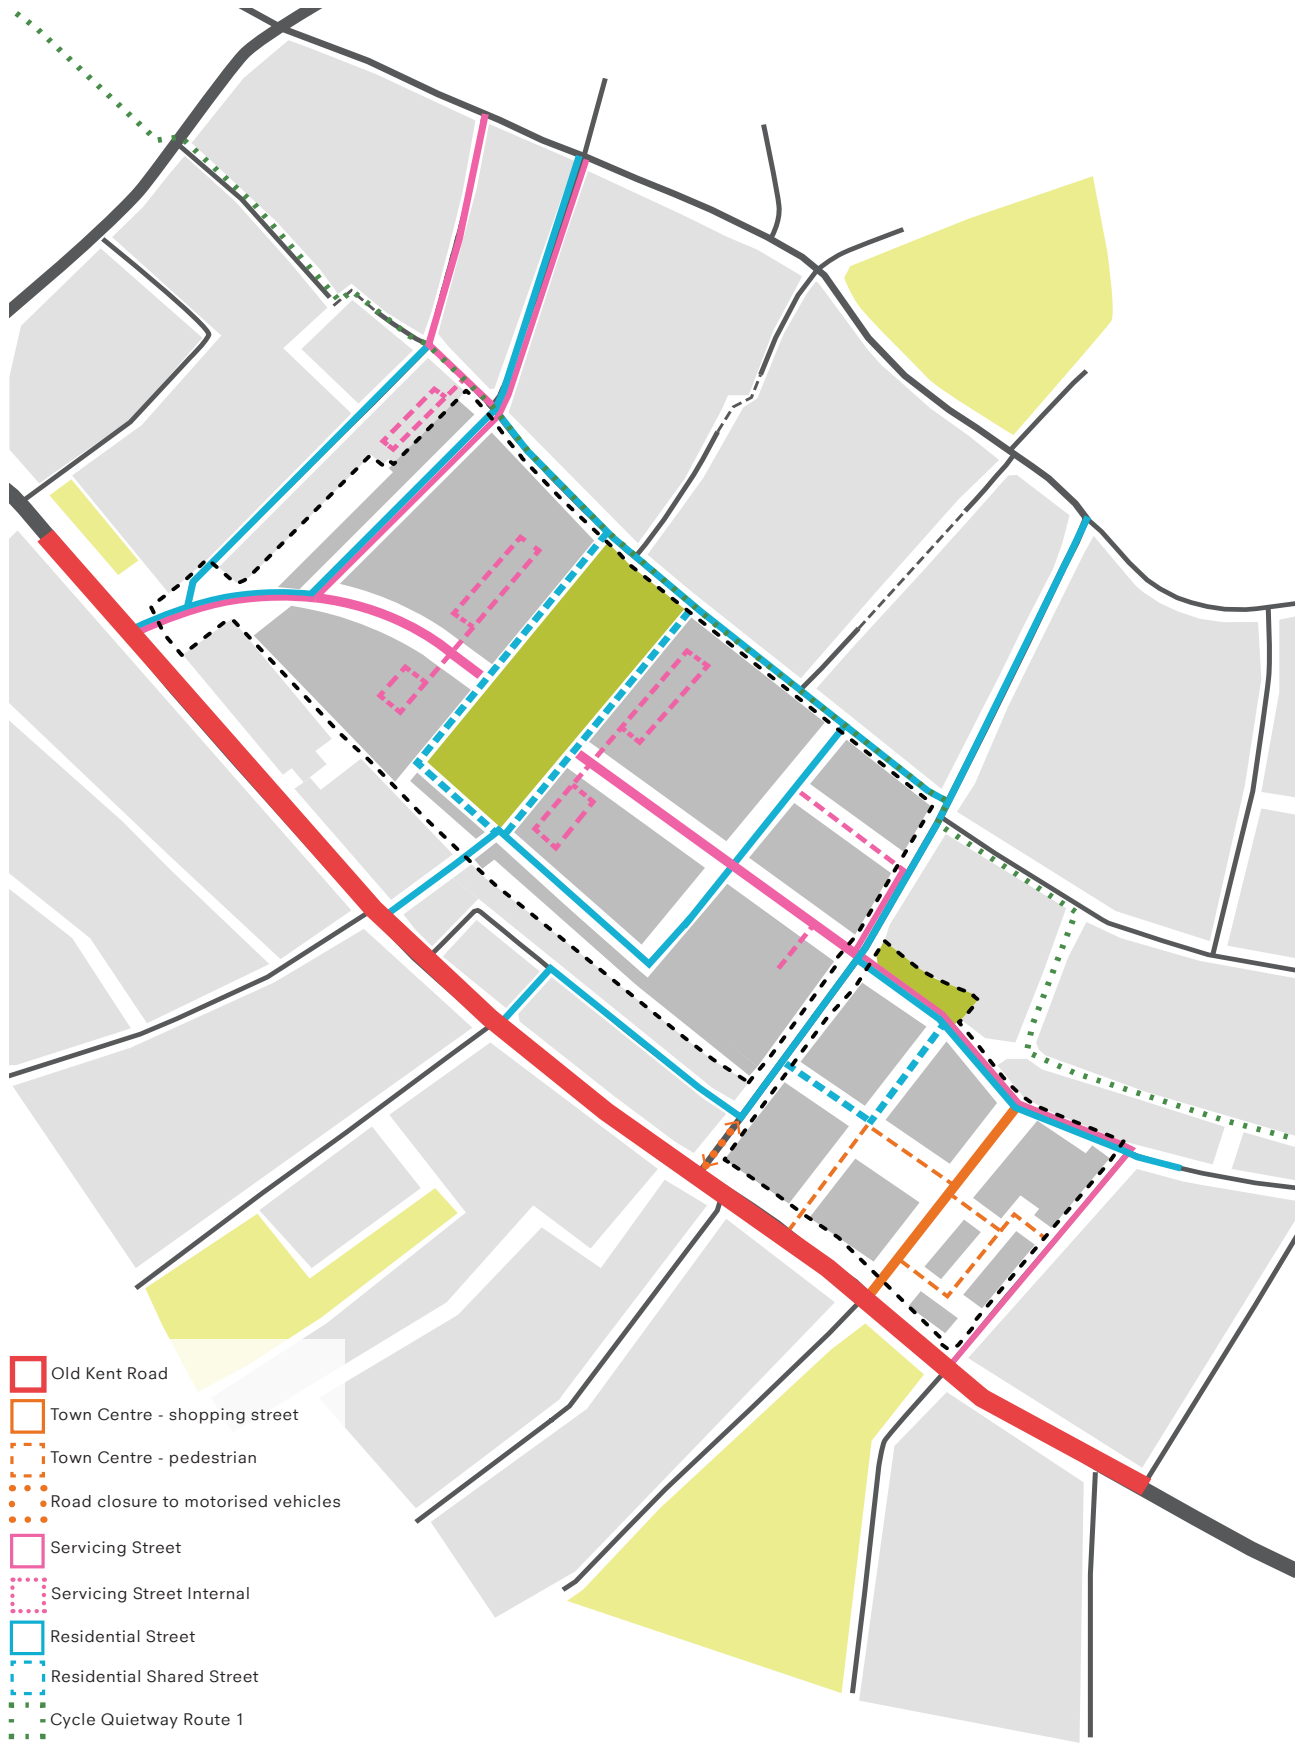 Old Kent Road
Town Centre - shopping street
Town Centre - pedestrian
Road closure to motorised vehicles
Servicing Street
Servicing Street Internal
Residential Street
Residential Shared Street
Cycle Quietway Route 1